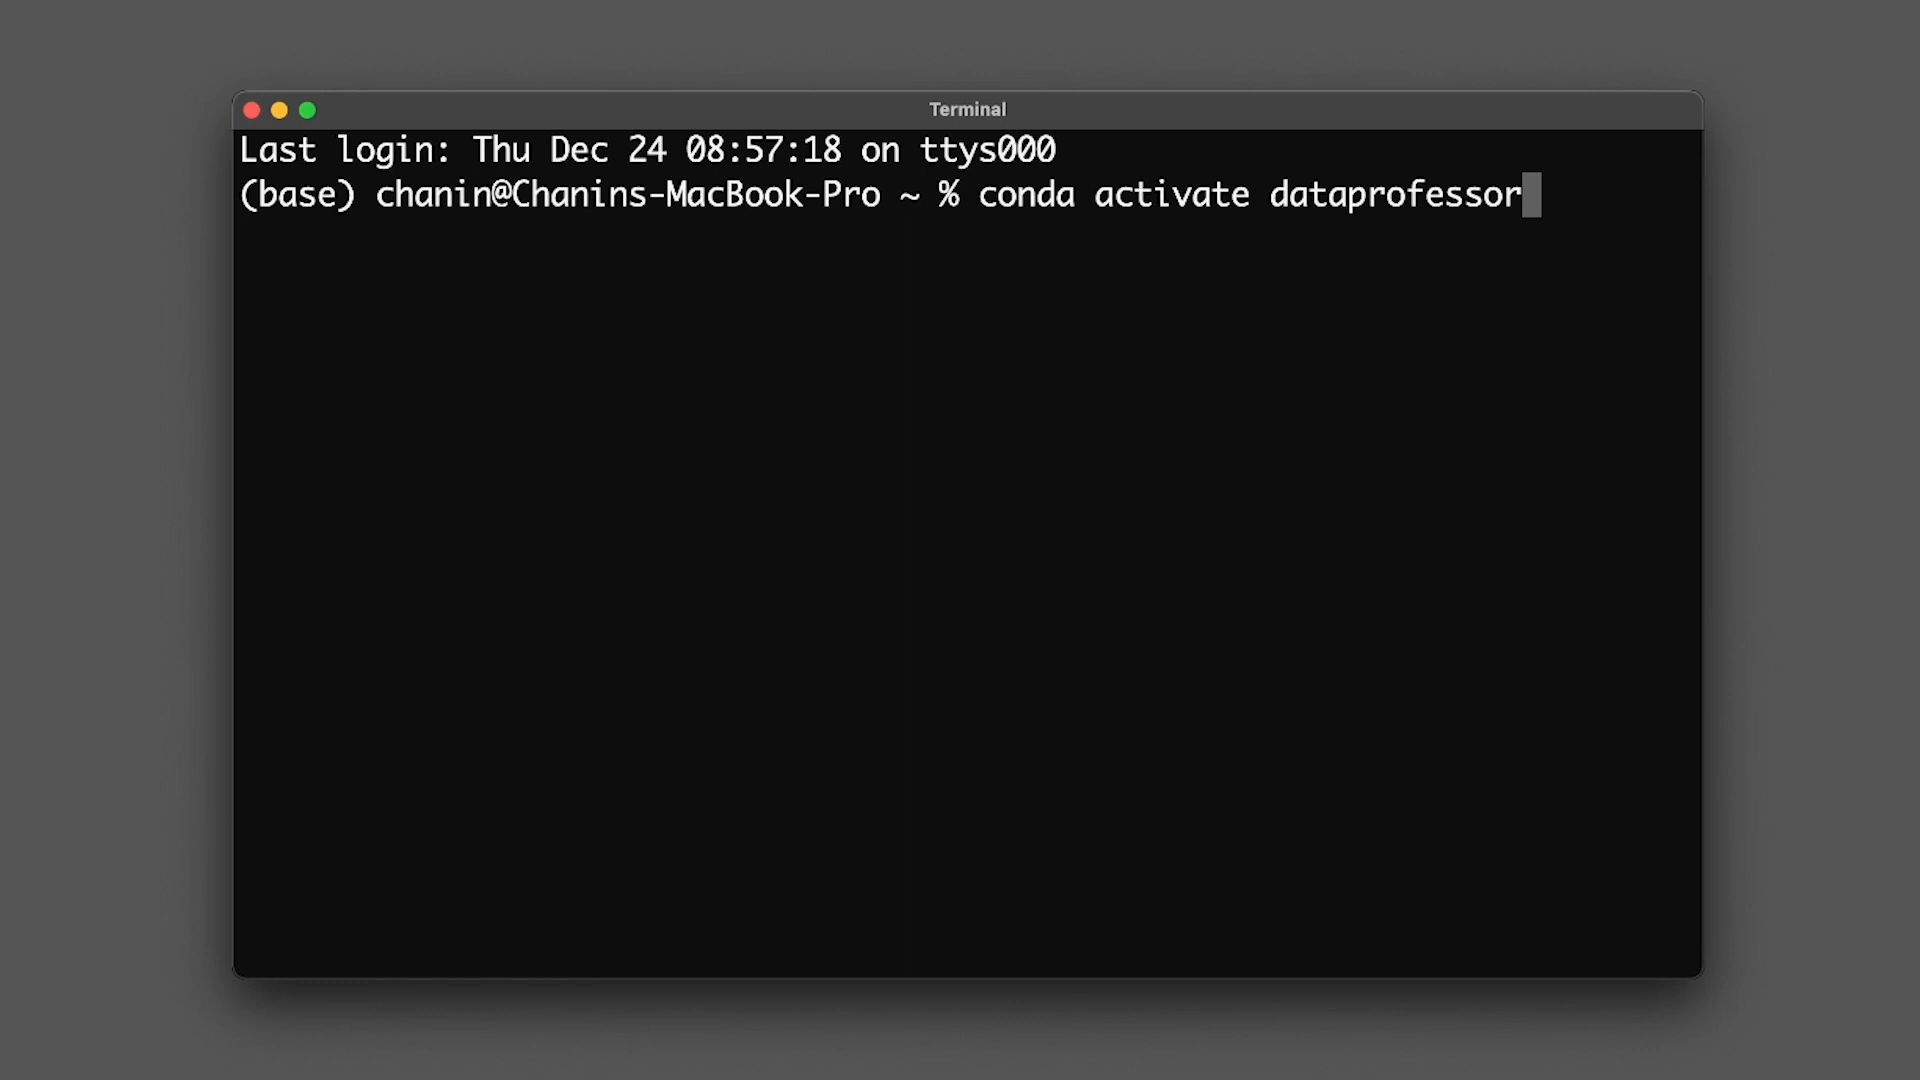 Terminal
Last login: Thu Dec 24 08:57:18 on ttys000
(base) chanin@Chanins-MacBook-Pro ~ % conda activate dataprofessor